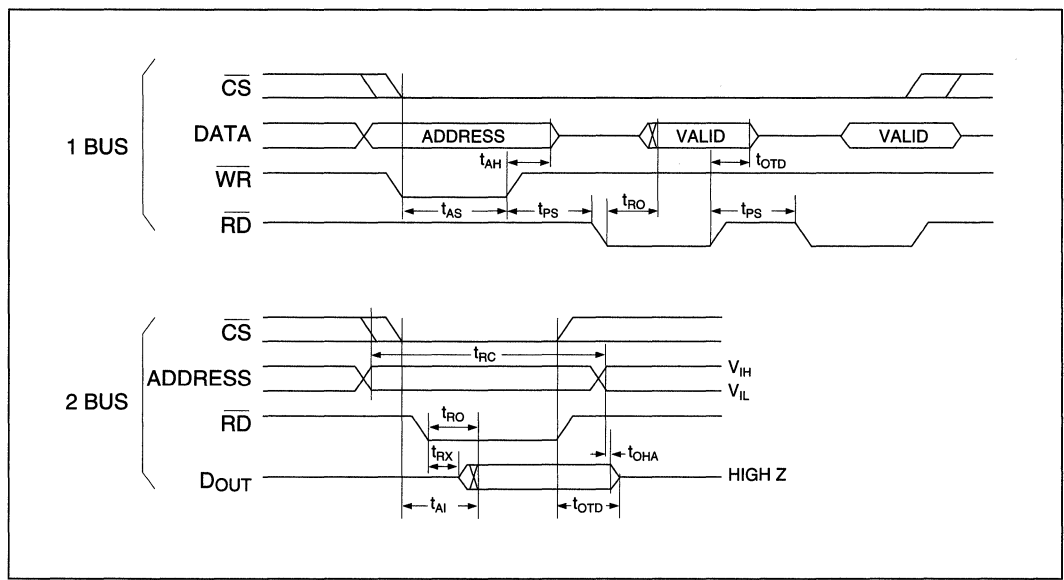 1 BUS
CS
DATA ADDRESS VALID VALID
tAH tOTD
WR
tAS tPS tRO tPS
RD
2 BUS
CS
tRC
ADDRESS VIH
VIL
RD tRO
tRX tOHA
DOUT HIGH Z
tAI tOTD